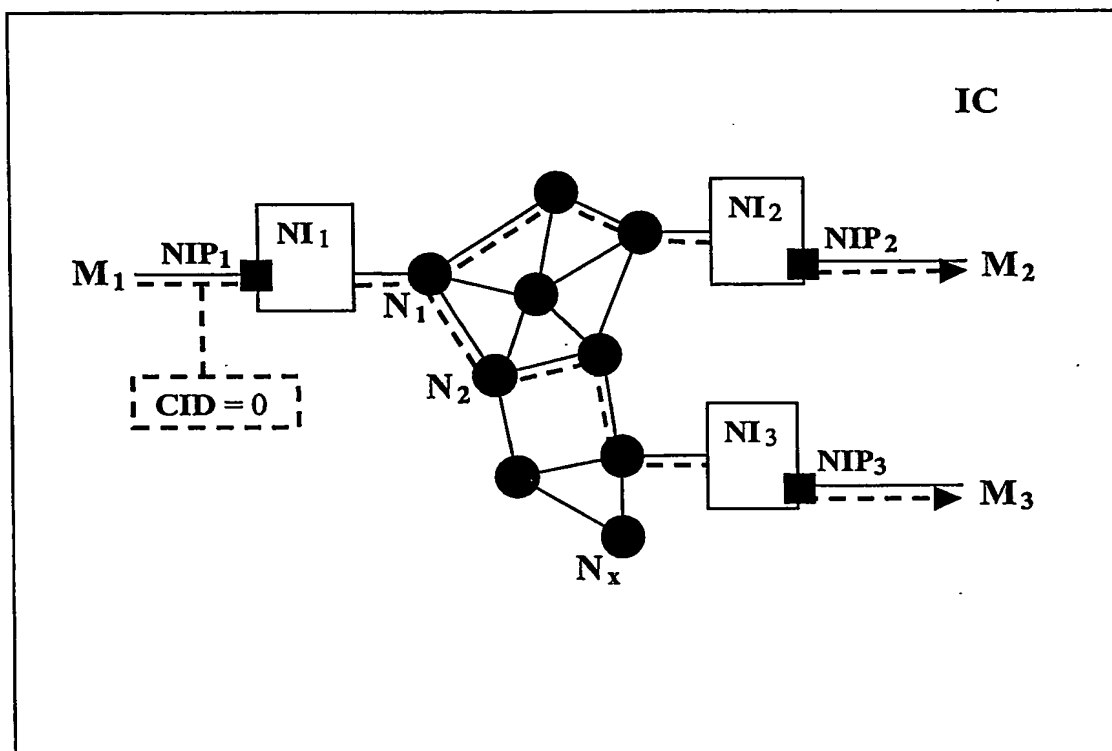 IC
NI₂
NIP₂
M₂
NI₁
NIP₁
M₁
N₁
N₂
CID = 0
NI₃
NIP₃
M₃
Nₓ